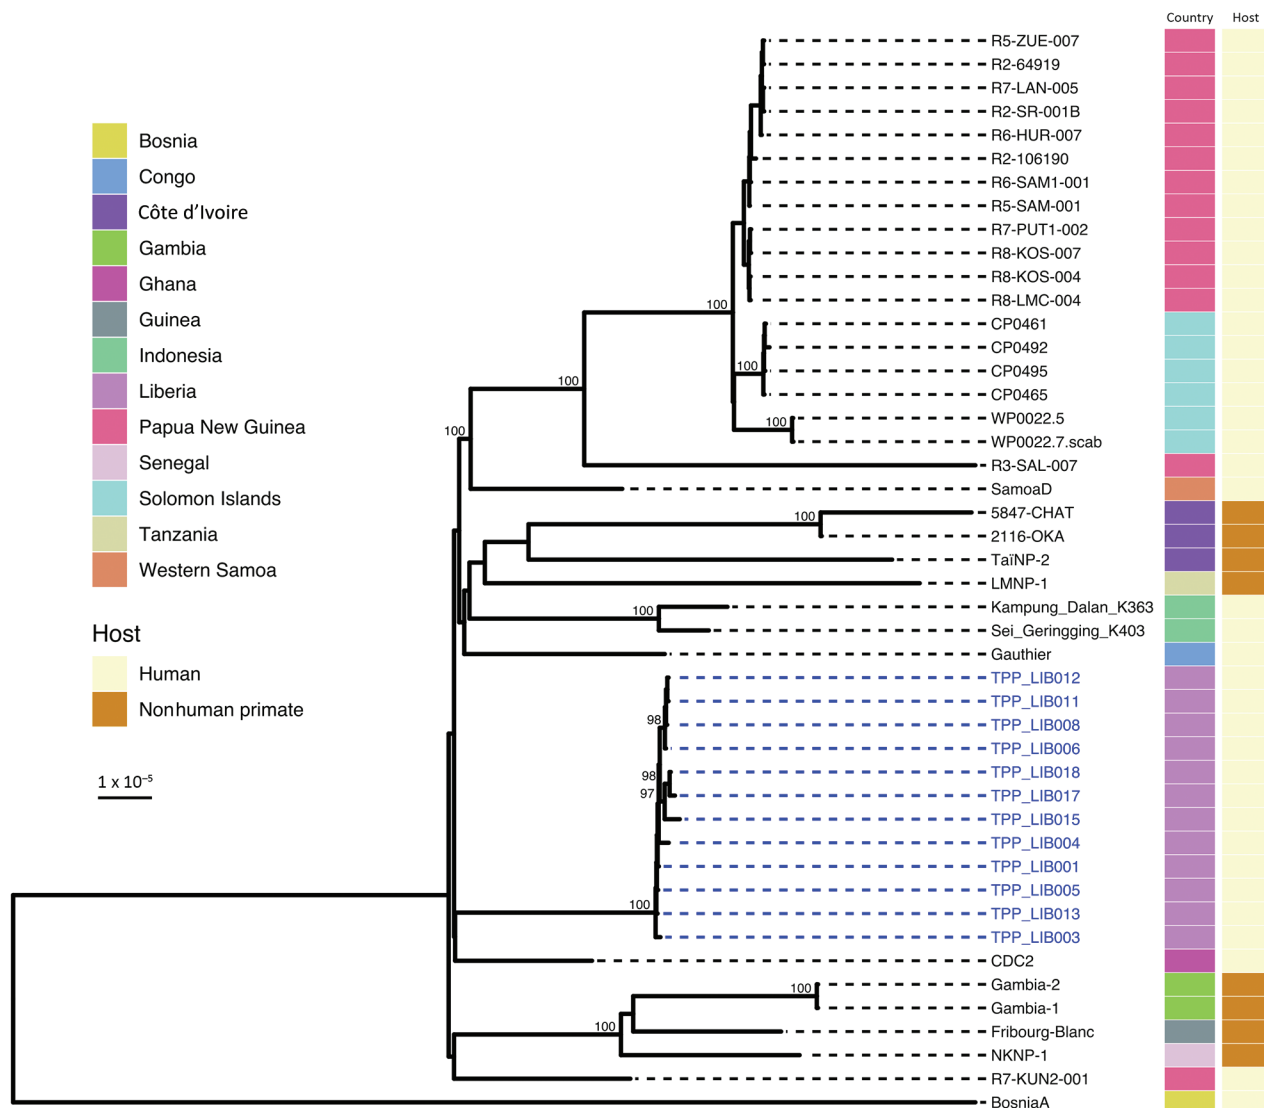 Country Host
R5-ZUE-007
R2-64919
R7-LAN-005
R2-SR-001B
R6-HUR-007
R2-106190
R6-SAM1-001
R5-SAM-001
R7-PUT1-002
R8-KOS-007
R8-KOS-004
R8-LMC-004
CP0461
CP0492
CP0495
CP0465
WP0022.5
WP0022.7.scab
R3-SAL-007
SamoaD
5847-CHAT
2116-OKA
TaïNP-2
LMNP-1
Kampung_Dalan_K363
Sei_Geringging_K403
Gauthier
TPP_LIB012
TPP_LIB011
TPP_LIB008
TPP_LIB006
TPP_LIB018
TPP_LIB017
TPP_LIB015
TPP_LIB004
TPP_LIB001
TPP_LIB005
TPP_LIB013
TPP_LIB003
CDC2
Gambia-2
Gambia-1
Fribourg-Blanc
NKNP-1
R7-KUN2-001
BosniaA
Bosnia
Congo
Côte d’Ivoire
Gambia
Ghana
Guinea
Indonesia
Liberia
Papua New Guinea
Senegal
Solomon Islands
Tanzania
Western Samoa
Host
Human
Nonhuman primate
1 x 10⁻⁵
100
100
100
100
100
100
100
98
98
97
100
100
100